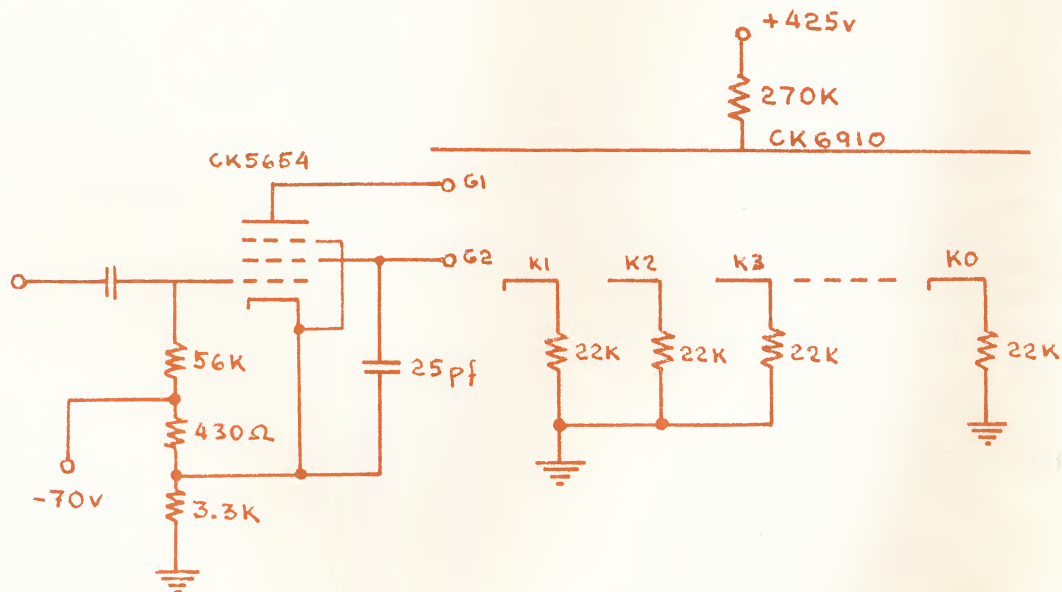 +425v
270K
CK6910
CK5654
G1
G2
K1
K2
K3
K0
56K
25pf
22K
22K
22K
22K
430Ω
-70v
3.3K